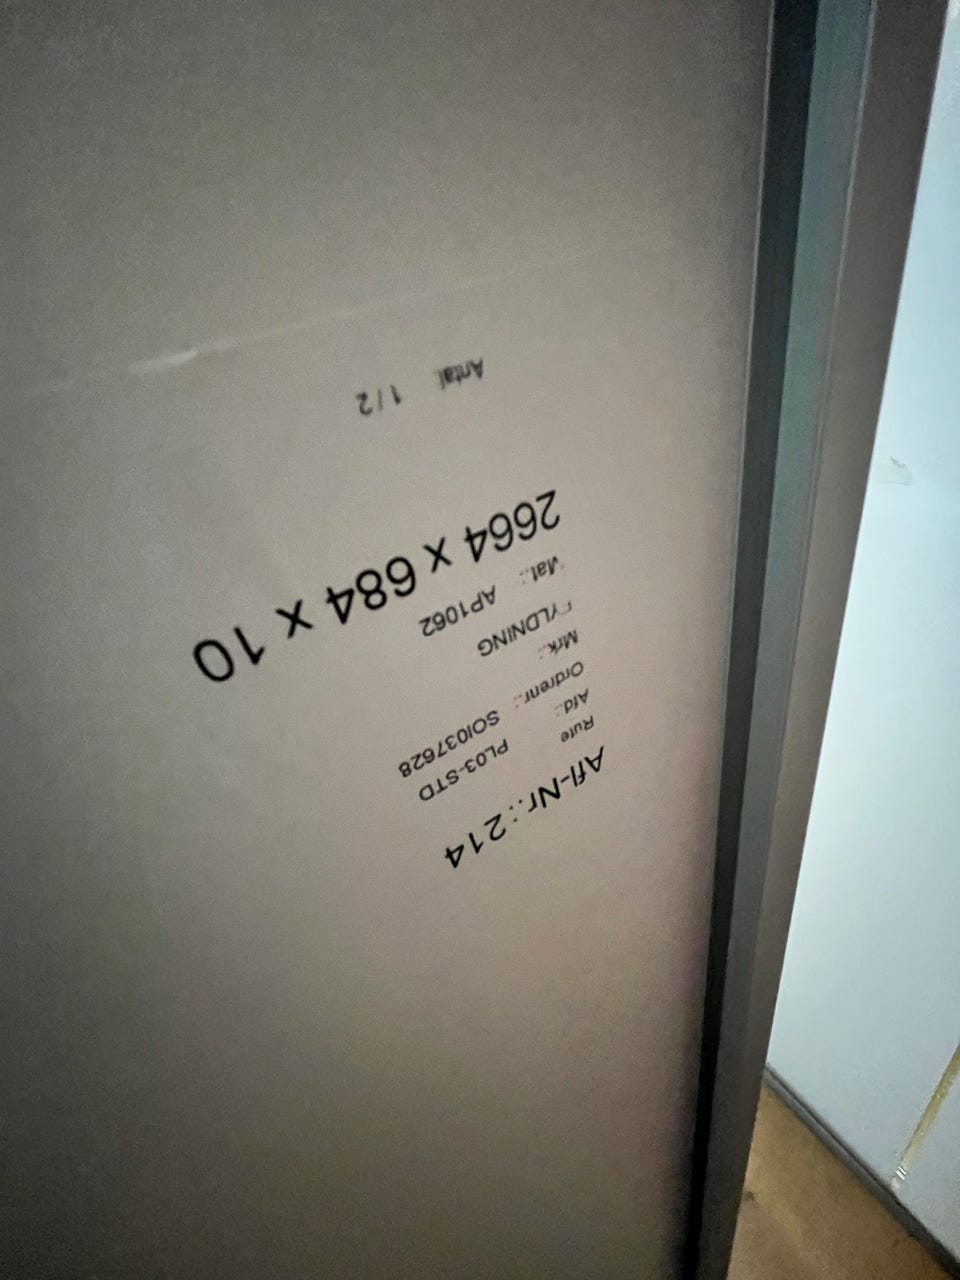 Afl-Nr.: 214
Rute
Afd.: PL03-STD
Ordrenr.: SOI037628
Mrk.:
FYLDNING
Mat.: AP1062
2664 x 684 x 10
Antal 1/2